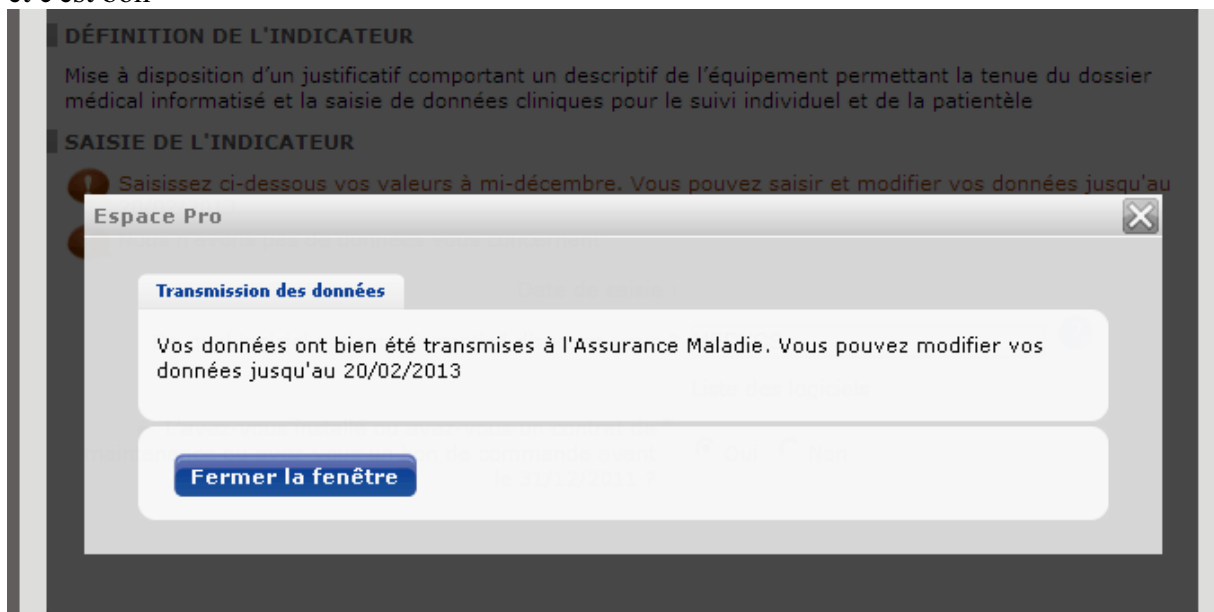 et c'est bon
DÉFINITION DE L'INDICATEUR
Mise à disposition d'un justificatif comportant un descriptif de l'équipement permettant la tenue du dossier
médical informatisé et la saisie de données cliniques pour le suivi individuel et de la patientèle
SAISIE DE L'INDICATEUR
Saisissez ci-dessous vos valeurs à mi-décembre. Vous pouvez saisir et modifier vos données jusqu'au
Espace Pro
Transmission des données
Vos données ont bien été transmises à l'Assurance Maladie. Vous pouvez modifier vos
données jusqu'au 20/02/2013
Oui
Fermer la fenêtre